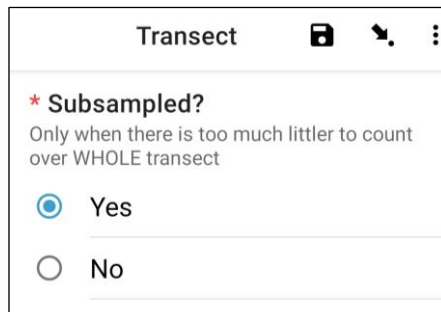 Transect
* Subsampled?
Only when there is too much littler to count
over WHOLE transect
Yes
No